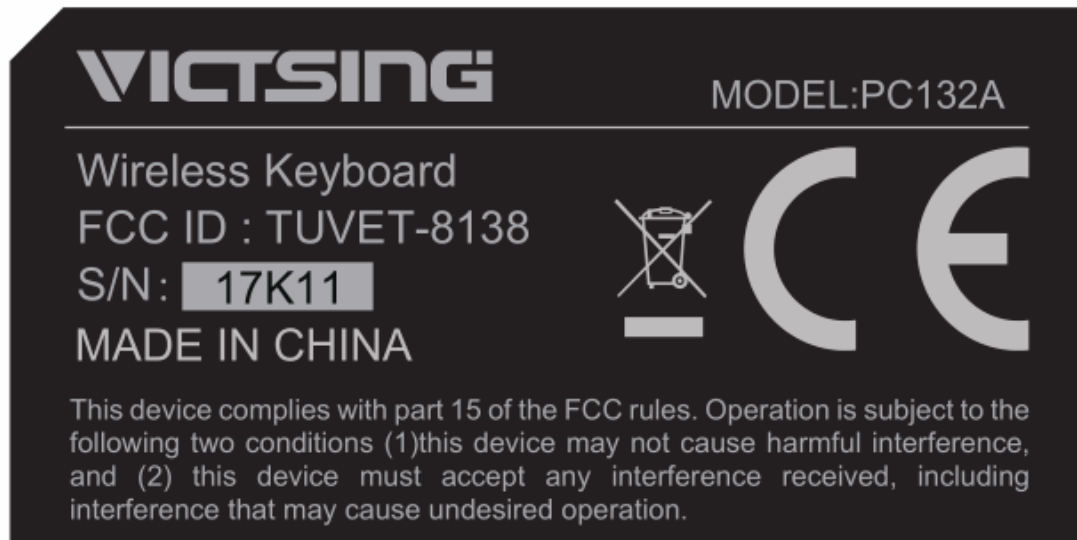 VICTSING
MODEL:PC132A
Wireless Keyboard
FCC ID : TUVET-8138
S/N: 17K11
MADE IN CHINA
CE
This device complies with part 15 of the FCC rules. Operation is subject to the
following two conditions (1)this device may not cause harmful interference,
and (2) this device must accept any interference received, including
interference that may cause undesired operation.